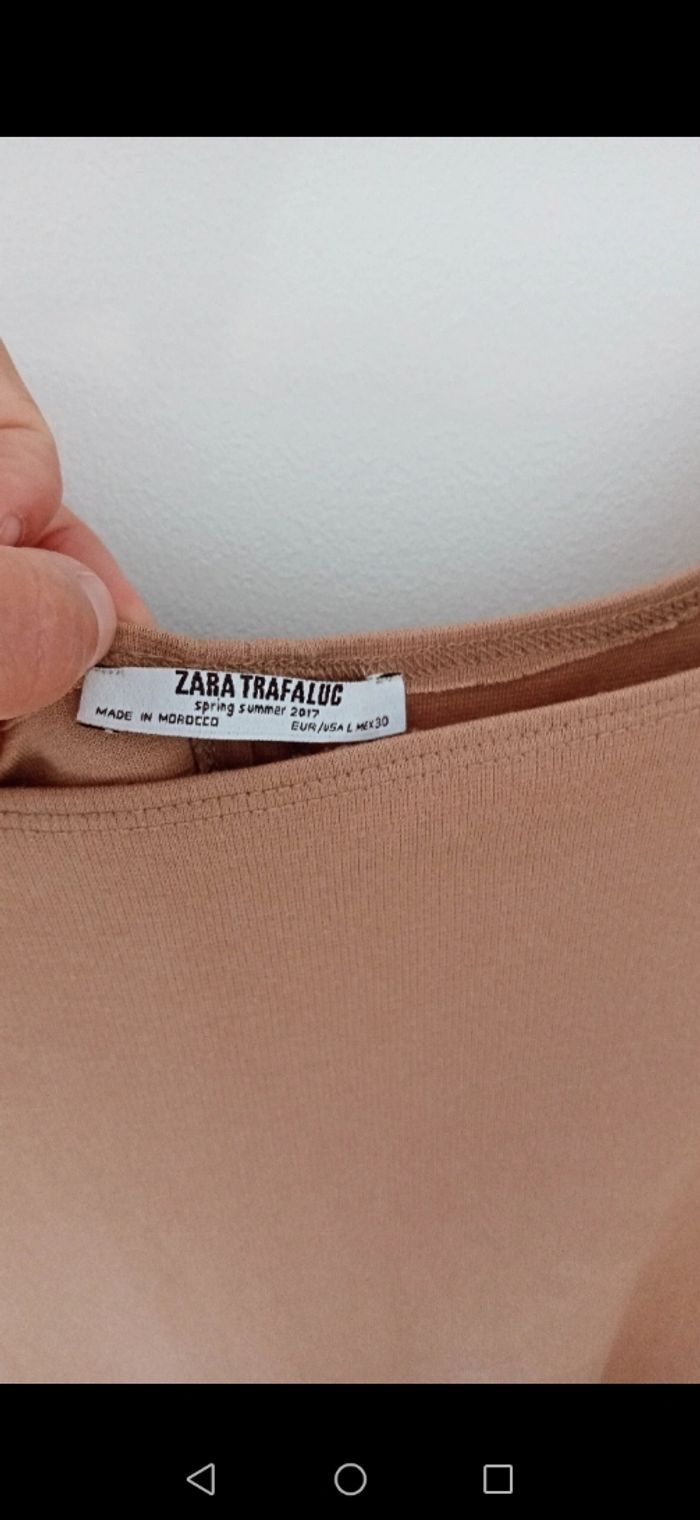 ZARA TRAFALUC
spring summer 2017
MADE IN MOROCCO
EUR/USA L MEX 30